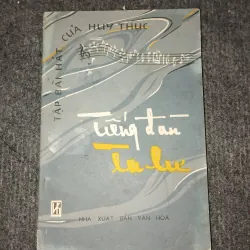 TẬP BÀI HÁT CỦA HUY THỤC
Tiếng đàn
Ta lư
NHÀ XUẤT BẢN VĂN HÓA